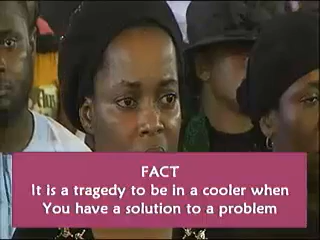 FACT
It is a tragedy to be in a cooler when
You have a solution to a problem